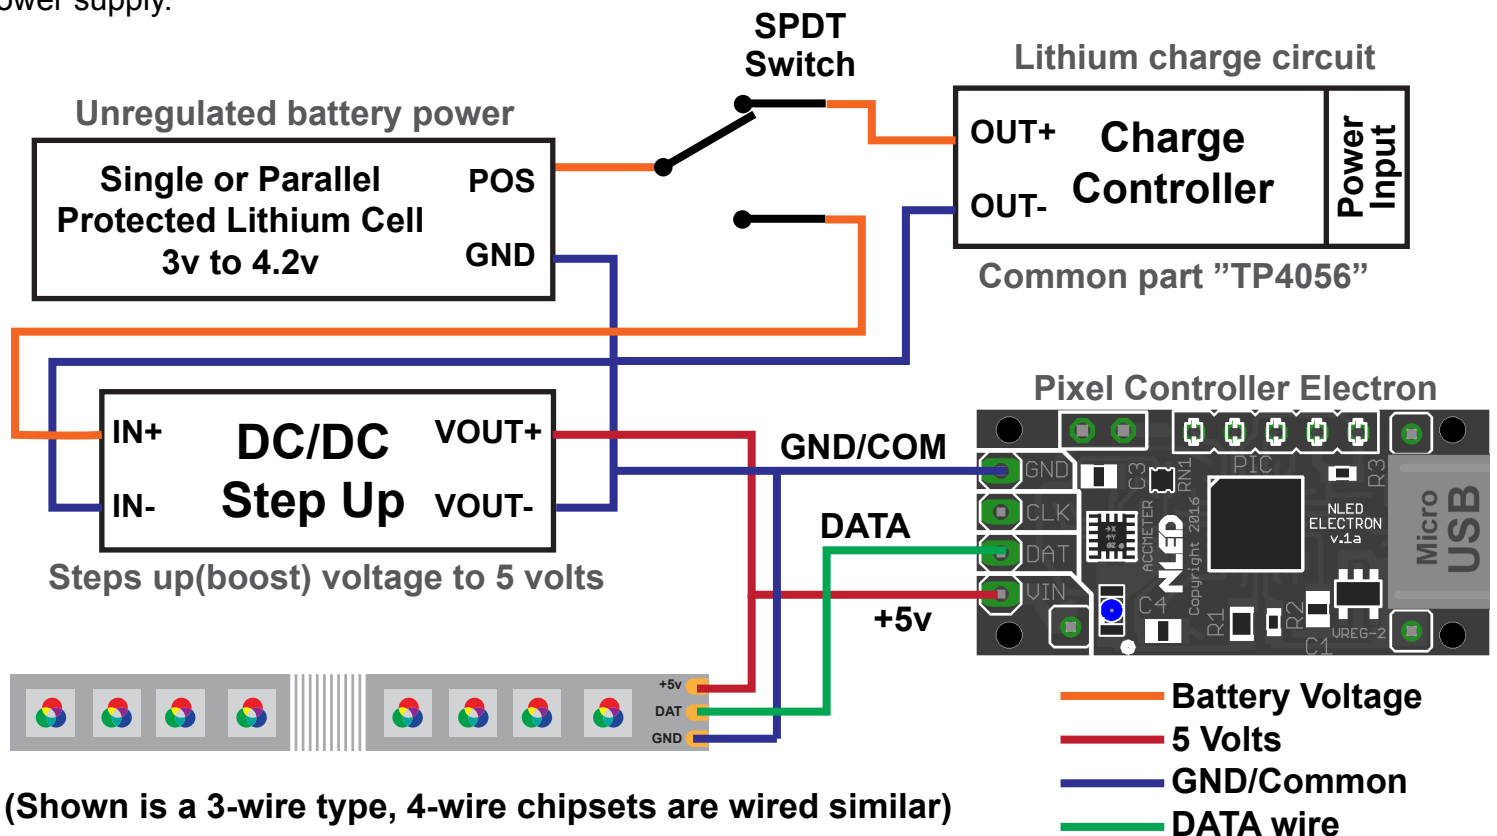 ower supply.
SPDT
Switch
Lithium charge circuit
Unregulated battery power
Single or Parallel
Protected Lithium Cell
3v to 4.2v
POS
GND
OUT+
OUT-
Charge
Controller
Power
Input
Common part ”TP4056”
IN+
IN-
DC/DC
Step Up
VOUT+
VOUT-
Steps up(boost) voltage to 5 volts
GND/COM
DATA
+5v
Pixel Controller Electron
GND
CLK
DAT
VIN
C3
RN1
PIC
R3
ACCMETER
NLED
Copyright 2016
NLED
ELECTRON
v.1a
Micro
USB
C4
R1
R2
C1
VREG-2
+5v
DAT
GND
Battery Voltage
5 Volts
GND/Common
DATA wire
(Shown is a 3-wire type, 4-wire chipsets are wired similar)